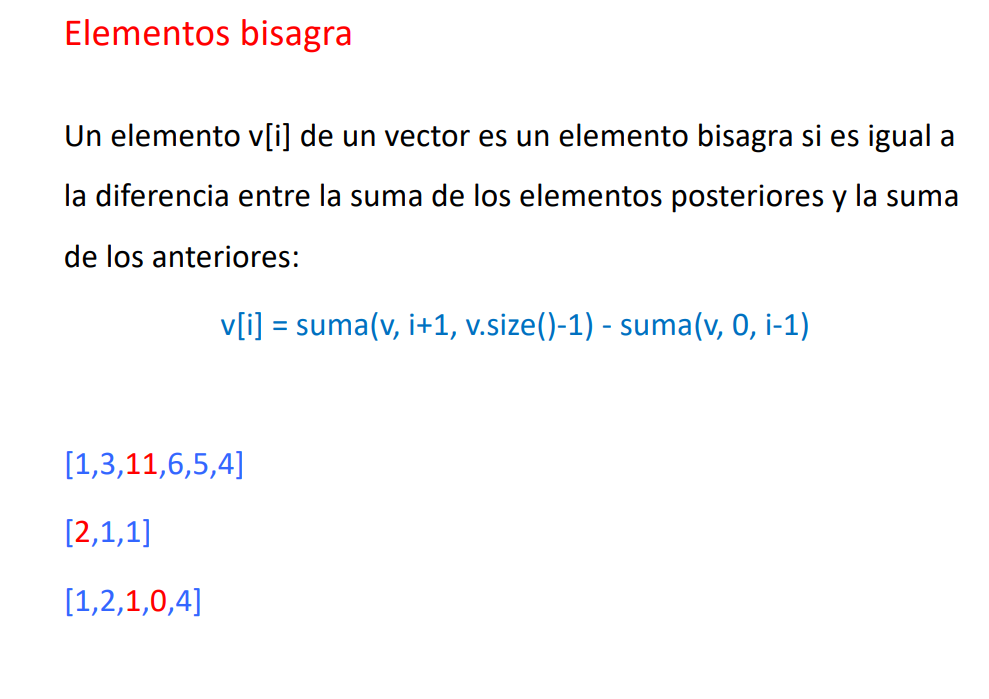 Elementos bisagra
Un elemento v[i] de un vector es un elemento bisagra si es igual a
la diferencia entre la suma de los elementos posteriores y la suma
de los anteriores:
v[i] = suma(v, i+1, v.size()-1) - suma(v, 0, i-1)
[1,3,11,6,5,4]
[2,1,1]
[1,2,1,0,4]